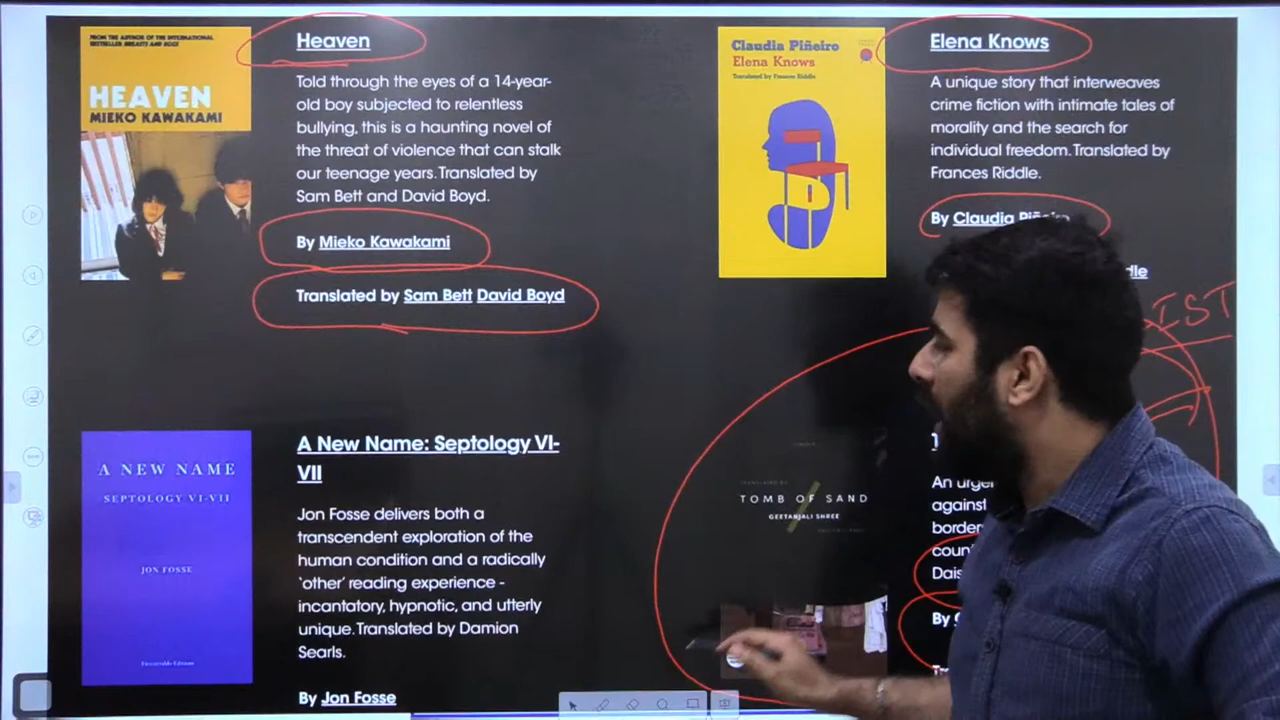 FROM THE AUTHOR OF THE INTERNATIONAL
BESTSELLER BREASTS AND EGGS
HEAVEN
MIEKO KAWAKAMI
Heaven
Told through the eyes of a 14-year-
old boy subjected to relentless
bullying, this is a haunting novel of
the threat of violence that can stalk
our teenage years. Translated by
Sam Bett and David Boyd.
By Mieko Kawakami
Translated by Sam Bett David Boyd
Claudia Piñeiro
Elena Knows
Translated by Frances Riddle
Elena Knows
A unique story that interweaves
crime fiction with intimate tales of
morality and the search for
individual freedom. Translated by
Frances Riddle.
By Claudia Piñeiro
dle
IST
A NEW NAME
SEPTOLOGY VI-VII
JON FOSSE
Fitzcarraldo Editions
A New Name: Septology VI-
VII
Jon Fosse delivers both a
transcendent exploration of the
human condition and a radically
'other' reading experience -
incantatory, hypnotic, and utterly
unique. Translated by Damion
Searls.
By Jon Fosse
TOMB OF SAND
GEETANJALI SHREE
An urge
against
border
coun
Dais
By